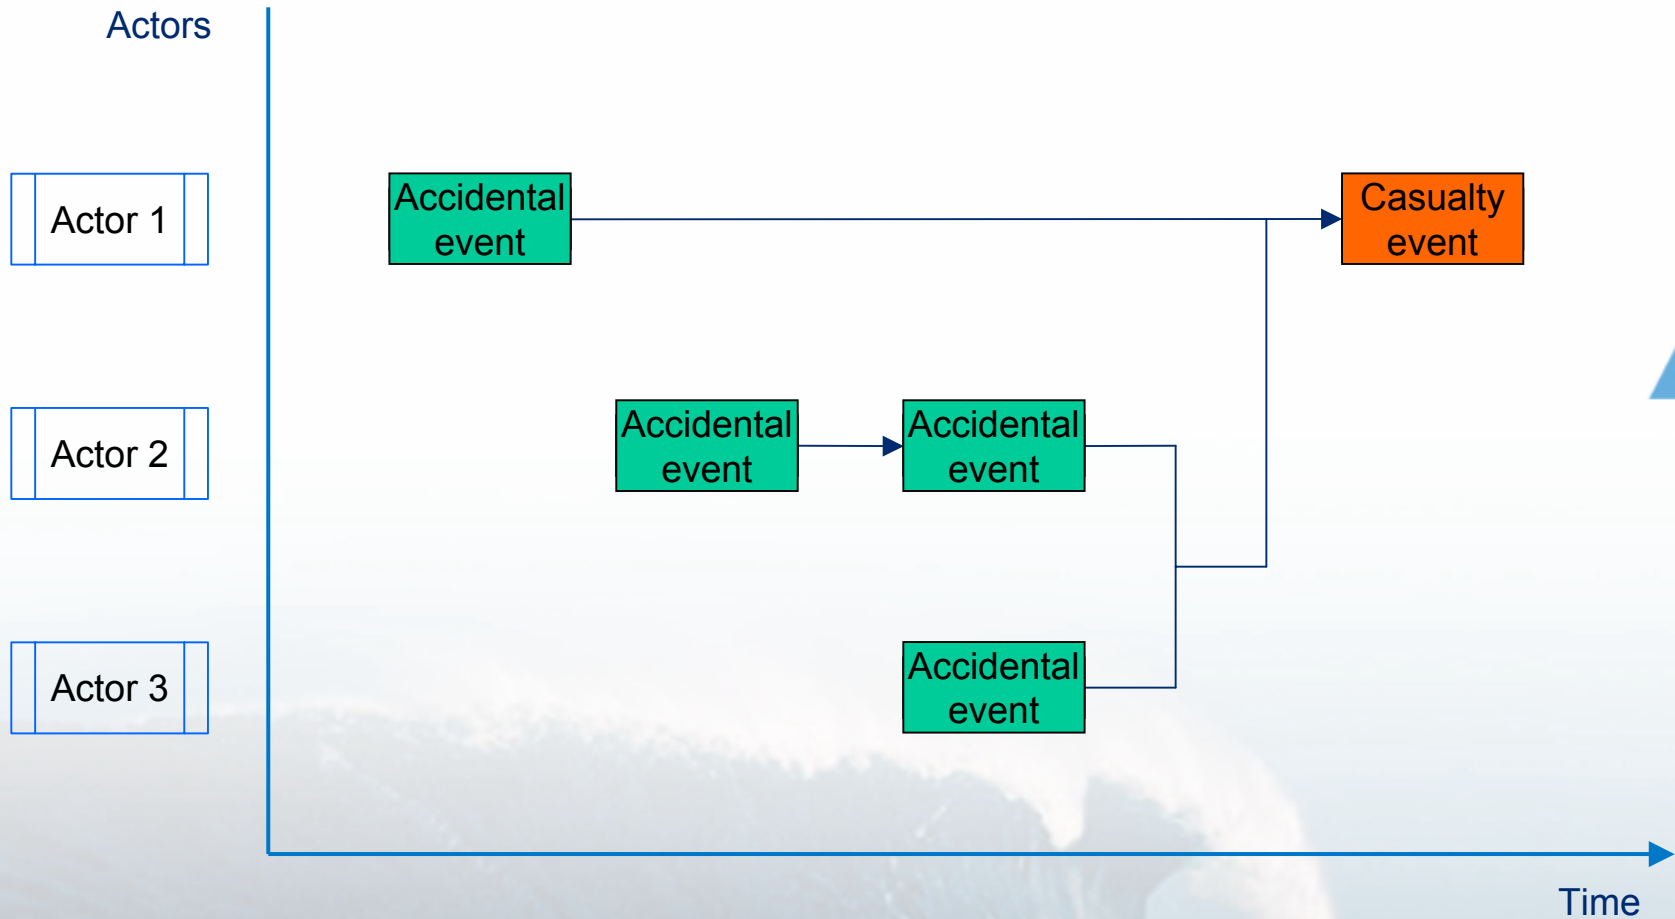 Actors
Actor 1
Accidental
event
Casualty
event
Actor 2
Accidental
event
Accidental
event
Actor 3
Accidental
event
Time